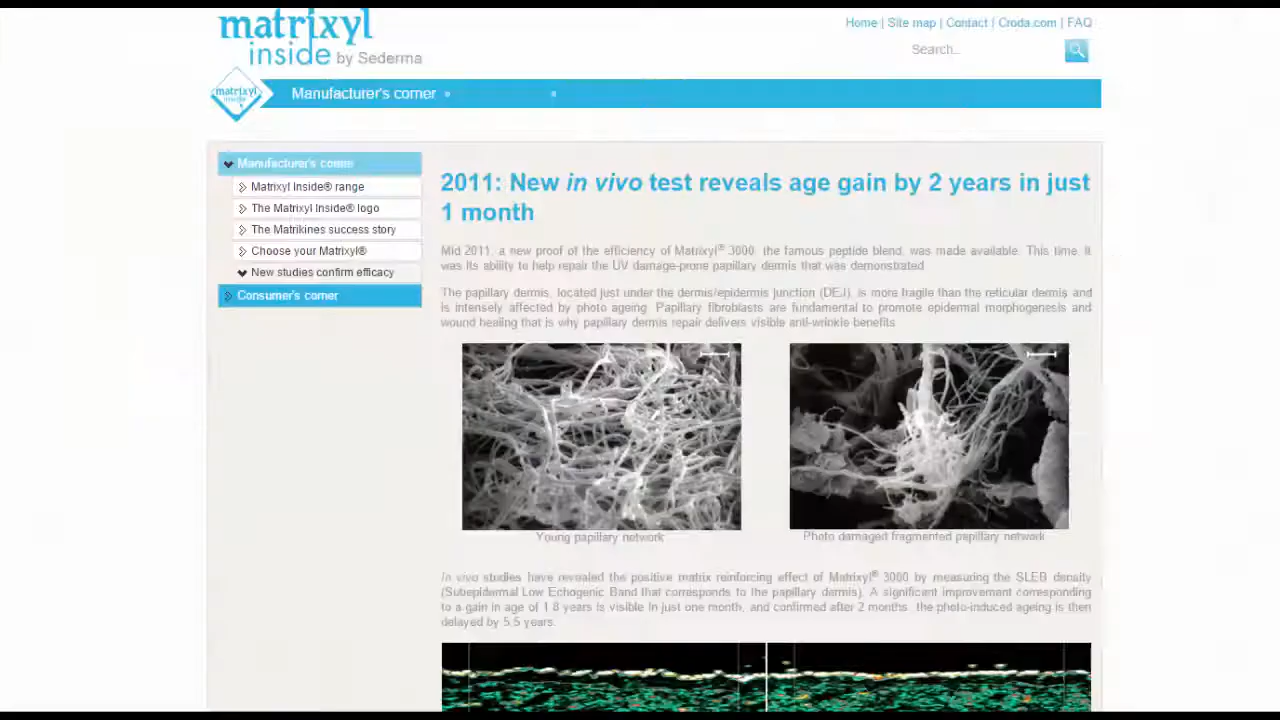 matrixyl
inside by Sederma
Home | Site map | Contact | Croda.com | FAQ
Search...
matrixyl
inside
Manufacturer's corner
Manufacturer's corner
Matrixyl Inside® range
The Matrixyl Inside® logo
The Matrikines success story
Choose your Matrixyl®
New studies confirm efficacy
Consumer's corner
2011: New in vivo test reveals age gain by 2 years in just
1 month
Mid 2011, a new proof of the efficiency of Matrixyl® 3000, the famous peptide blend, was made available. This time, it
was its ability to help repair the UV damage-prone papillary dermis that was demonstrated.
The papillary dermis, located just under the dermis/epidermis junction (DEJ), is more fragile than the reticular dermis and
is intensely affected by photo ageing. Papillary fibroblasts are fundamental to promote epidermal morphogenesis and
wound healing that is why papillary dermis repair delivers visible anti-wrinkle benefits.
Young papillary network
Photo damaged fragmented papillary network
In vivo studies have revealed the positive matrix reinforcing effect of Matrixyl® 3000 by measuring the SLEB density
(Subepidermal Low Echogenic Band that corresponds to the papillary dermis). A significant improvement corresponding
to a gain in age of 1.8 years is visible in just one month, and confirmed after 2 months: the photo-induced ageing is then
delayed by 5.5 years.